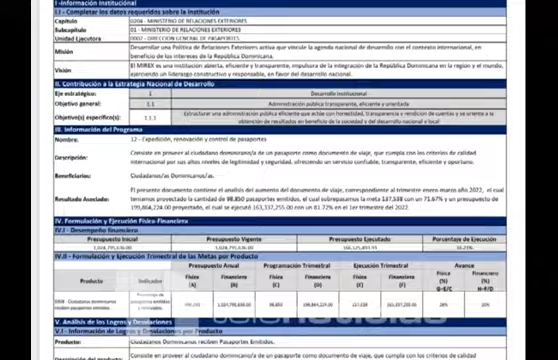 I -Información Institucional
I.I - Completar los datos requeridos sobre la Institución
Capítulo 0204 - MINISTERIO DE RELACIONES EXTERIORES
Subcapítulo 01 - MINISTERIO DE RELACIONES EXTERIORES
Unidad Ejecutora 0002 - DIRECCION GENERAL DE PASAPORTES
Misión Desarrollar una Política de Relaciones Exteriores activa que vincule la agenda nacional de desarrollo con el contexto internacional, en
beneficio de los intereses de la República Dominicana.
Visión El MIREX es una institución abierta, eficiente y transparente, impulsora de la integración de la República Dominicana en la región y el mundo,
ejerciendo un liderazgo constructivo y responsable, en favor del desarrollo nacional.
II. Contribución a la Estrategia Nacional de Desarrollo
Eje estratégico: 1 Desarrollo Institucional
Objetivo general: 1.1 Administración pública transparente, eficiente y orientada
Objetivo(s) específico(s): 1.1.1 Estructurar una administración pública eficiente que actúe con honestidad, transparencia y rendición de cuentas y se oriente a la
obtención de resultados en beneficio de la sociedad y del desarrollo nacional y local
III. Información del Programa
Nombre: 12 - Expedición, renovación y control de pasaportes
Descripción: Consiste en proveer al ciudadano dominicano/a de un pasaporte como documento de viaje, que cumpla con los criterios de calidad
internacional por sus altos niveles de legitimidad y seguridad, ofreciendo un servicio confiable, transparente, eficiente y oportuno.
Beneficiarios: Ciudadanos/as Dominicanos/as.
Resultado Asociado: El presente documento contiene el análisis del aumento del documento de viaje, correspondiente al trimestre enero marzo año 2022, el cual
teníamos proyectado la cantidad de 98,850 pasaportes emitidos, el cual sobrepasamos la meta 137,538 con un 71.67% y un presupuesto de
199,864,224.00 proyectado, el cual se ejecutó 163,337,255.00 con un 81.72% en el 1er trimestre del 2022
IV. Formulación y Ejecución Física-Financiera
IV.I - Desempeño financiero
Presupuesto Inicial Presupuesto Vigente Presupuesto Ejecutado Porcentaje de Ejecución
IV.II - Formulación y Ejecución Trimestral de las Metas por Producto
Presupuesto Anual Programación Trimestral Ejecución Trimestral Avance
Producto Indicador Física (A) Financiera (B) Física (C) Financiera (D) Física (E) Financiera (F) Física (%) G=E/C Financiero (%) H=F/D
Ciudadanos dominicanos reciben pasaportes emitidos
V. Análisis de los Logros y Desviaciones
V.I - Información de Logros y Desviaciones por Producto
Producto: Ciudadanos Dominicanos reciben Pasaportes Emitidos.
Consiste en proveer al ciudadano dominicano/a de un pasaporte como documento de viaje, que cumpla con los criterios de calidad